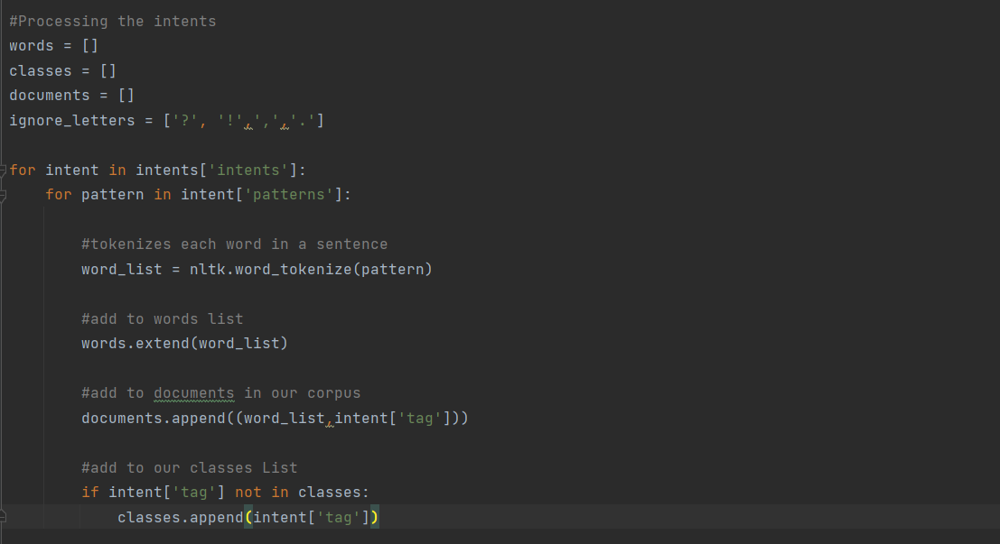 #Processing the intents
words = []
classes = []
documents = []
ignore_letters = ['?', '!',',','.']

for intent in intents['intents']:
    for pattern in intent['patterns']:

        #tokenizes each word in a sentence
        word_list = nltk.word_tokenize(pattern)

        #add to words list
        words.extend(word_list)

        #add to documents in our corpus
        documents.append((word_list,intent['tag']))

        #add to our classes List
        if intent['tag'] not in classes:
            classes.append(intent['tag'])